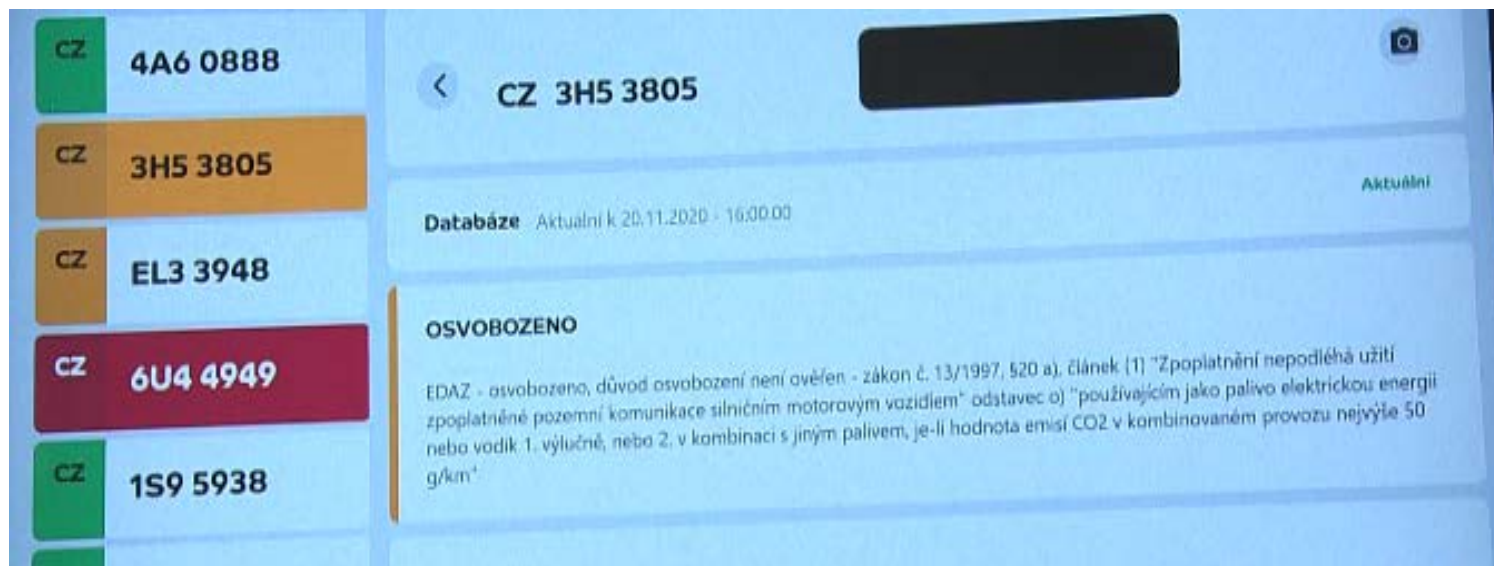 CZ 4A6 0888
CZ 3H5 3805
CZ EL3 3948
CZ 6U4 4949
CZ 1S9 5938
CZ 3H5 3805
Aktuální
Databáze Aktualní k 20.11.2020 - 16:00:00
OSVOBOZENO
EDAZ - osvobozeno, důvod osvobození není ověřen - zákon č. 13/1997, §20 a), článek (1) "Zpoplatnění nepodléhá užití
zpoplatněné pozemní komunikace silničním motorovým vozidlem" odstavec o) "používajícím jako palivo elektrickou energii
nebo vodík 1. výlučně, nebo 2. v kombinaci s jiným palivem, je-li hodnota emisí CO2 v kombinovaném provozu nejvýše 50
g/km"